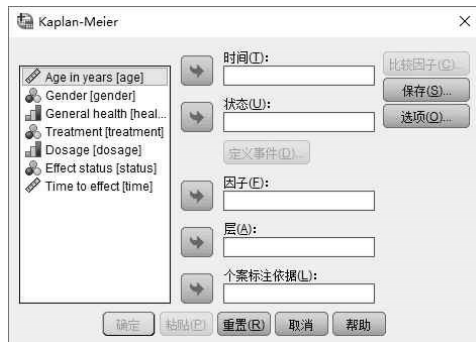 Kaplan-Meier
Age in years [age]
Gender [gender]
General health [heal...
Treatment [treatment]
Dosage [dosage]
Effect status [status]
Time to effect [time]
时间(T):
状态(U):
定义事件(D)...
因子(F):
层(A):
个案标注依据(L):
比较因子(C)...
保存(S)...
选项(O)...
确定
粘贴(P)
重置(R)
取消
帮助